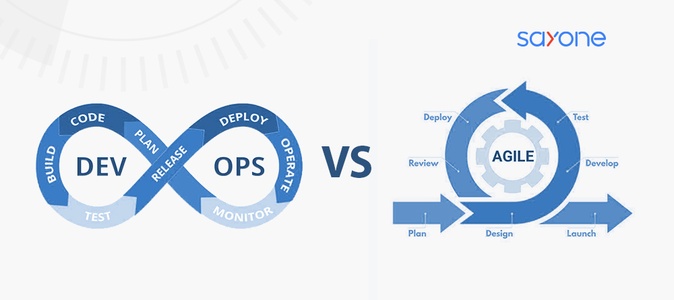 sayone
CODE
PLAN
BUILD
DEV
TEST
RELEASE
DEPLOY
OPERATE
OPS
MONITOR
VS
Deploy
Test
Review
AGILE
Develop
Plan
Design
Launch